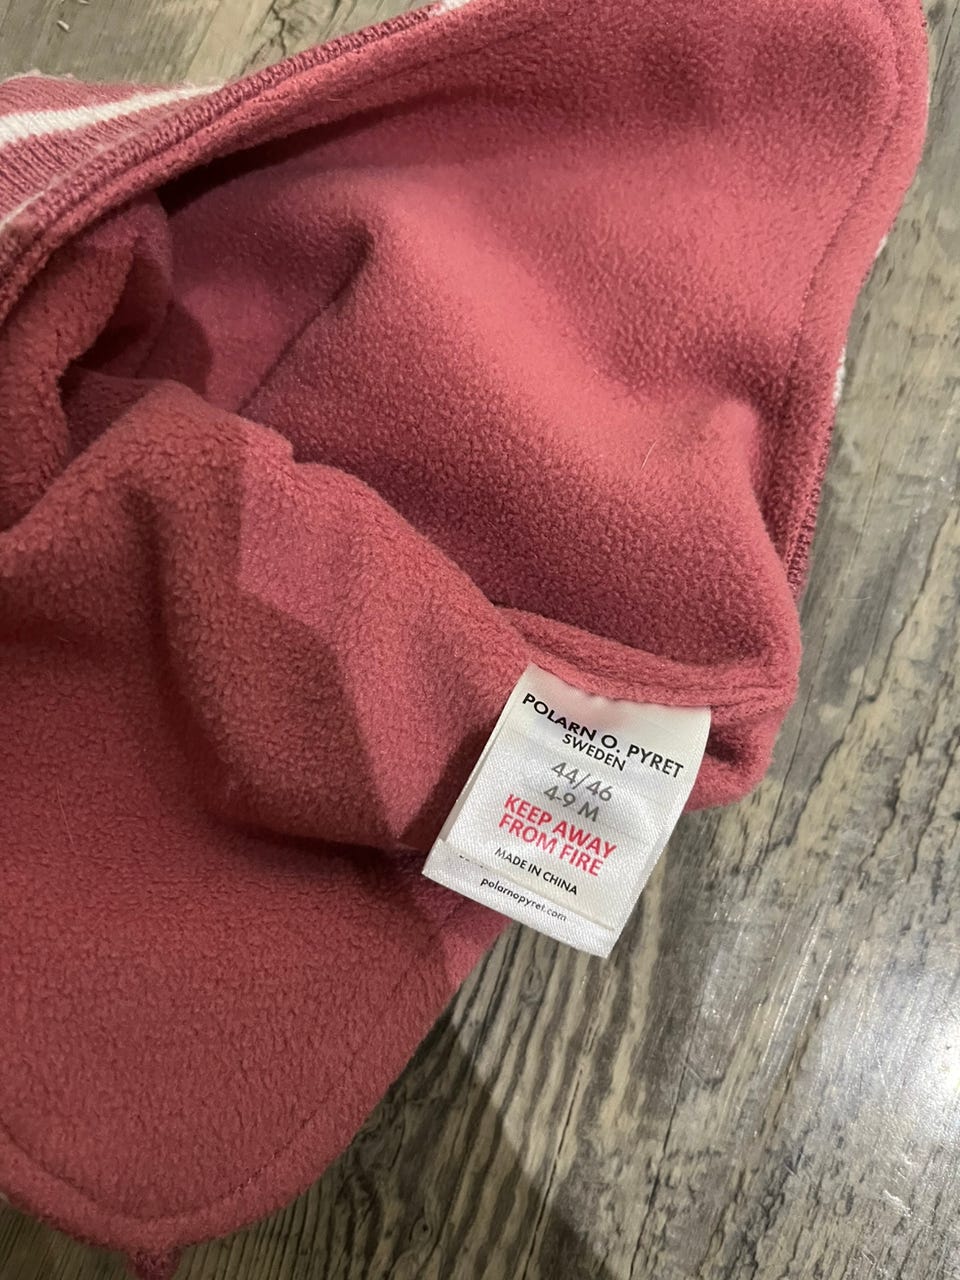 POLARN O. PYRET
SWEDEN
44/46
4-9 M
KEEP AWAY
FROM FIRE
MADE IN CHINA
polarnopyret.com